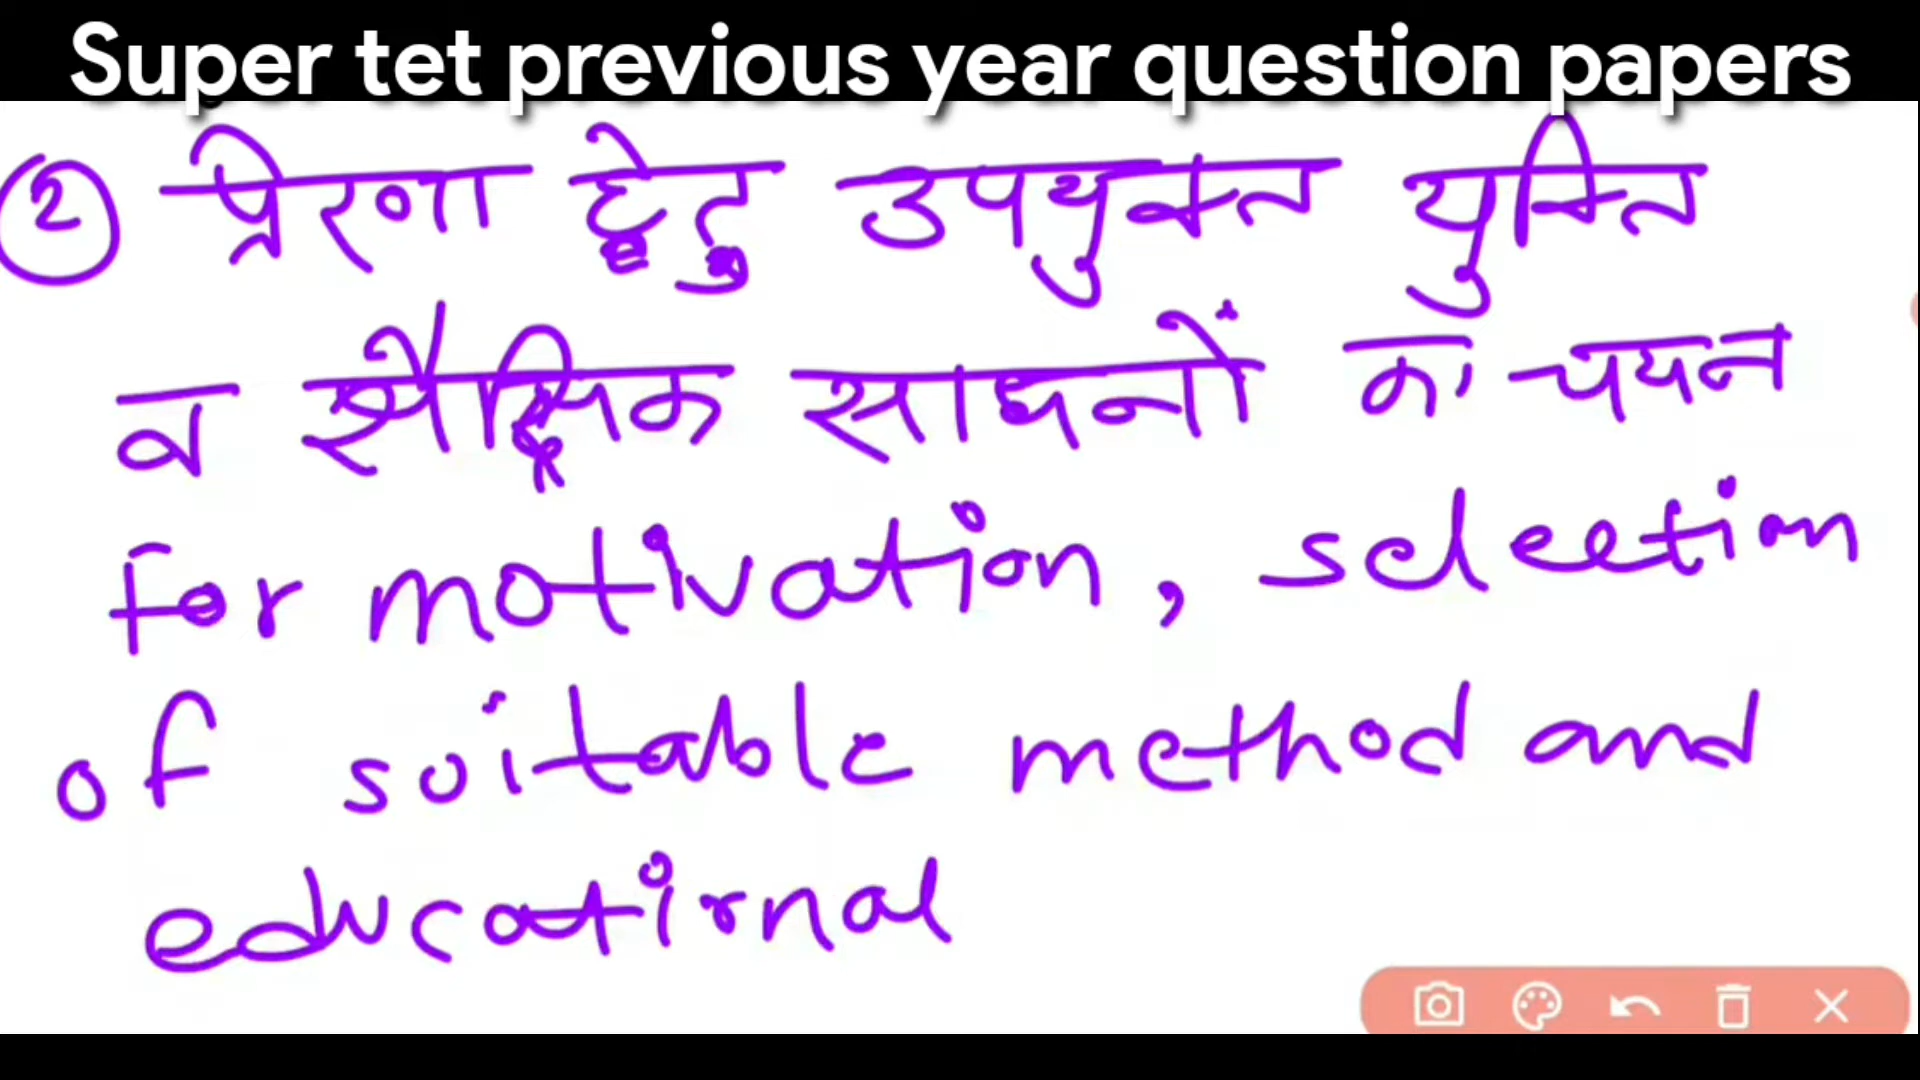 Super tet previous year question papers
2 प्रेरणा हेतु उपयुक्त युक्ति
व शैक्षिक साधनों का चयन
for motivation, selection
of suitable method and
educational